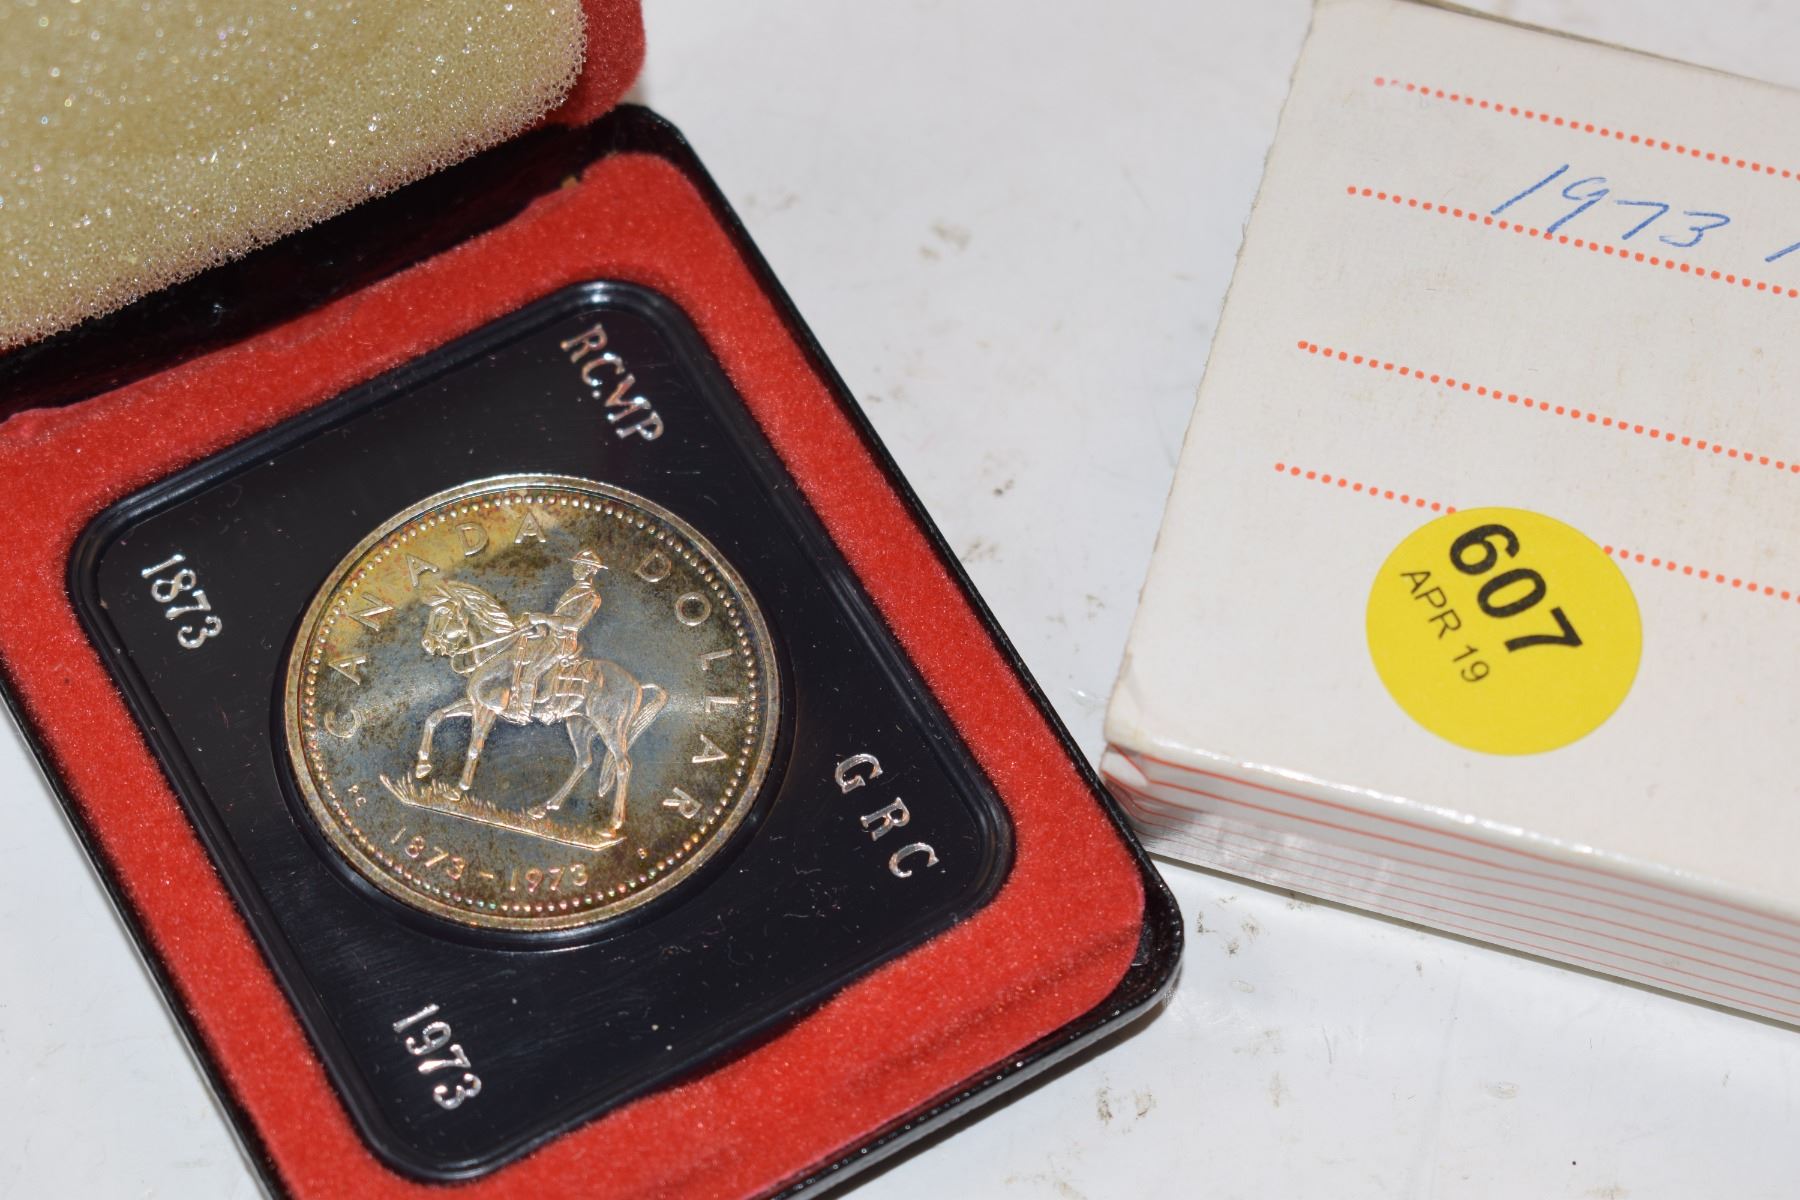 RCMP
1873
CANADA DOLLAR
P.C.
1873-1973
GRC
1973
1973
607
APR 19